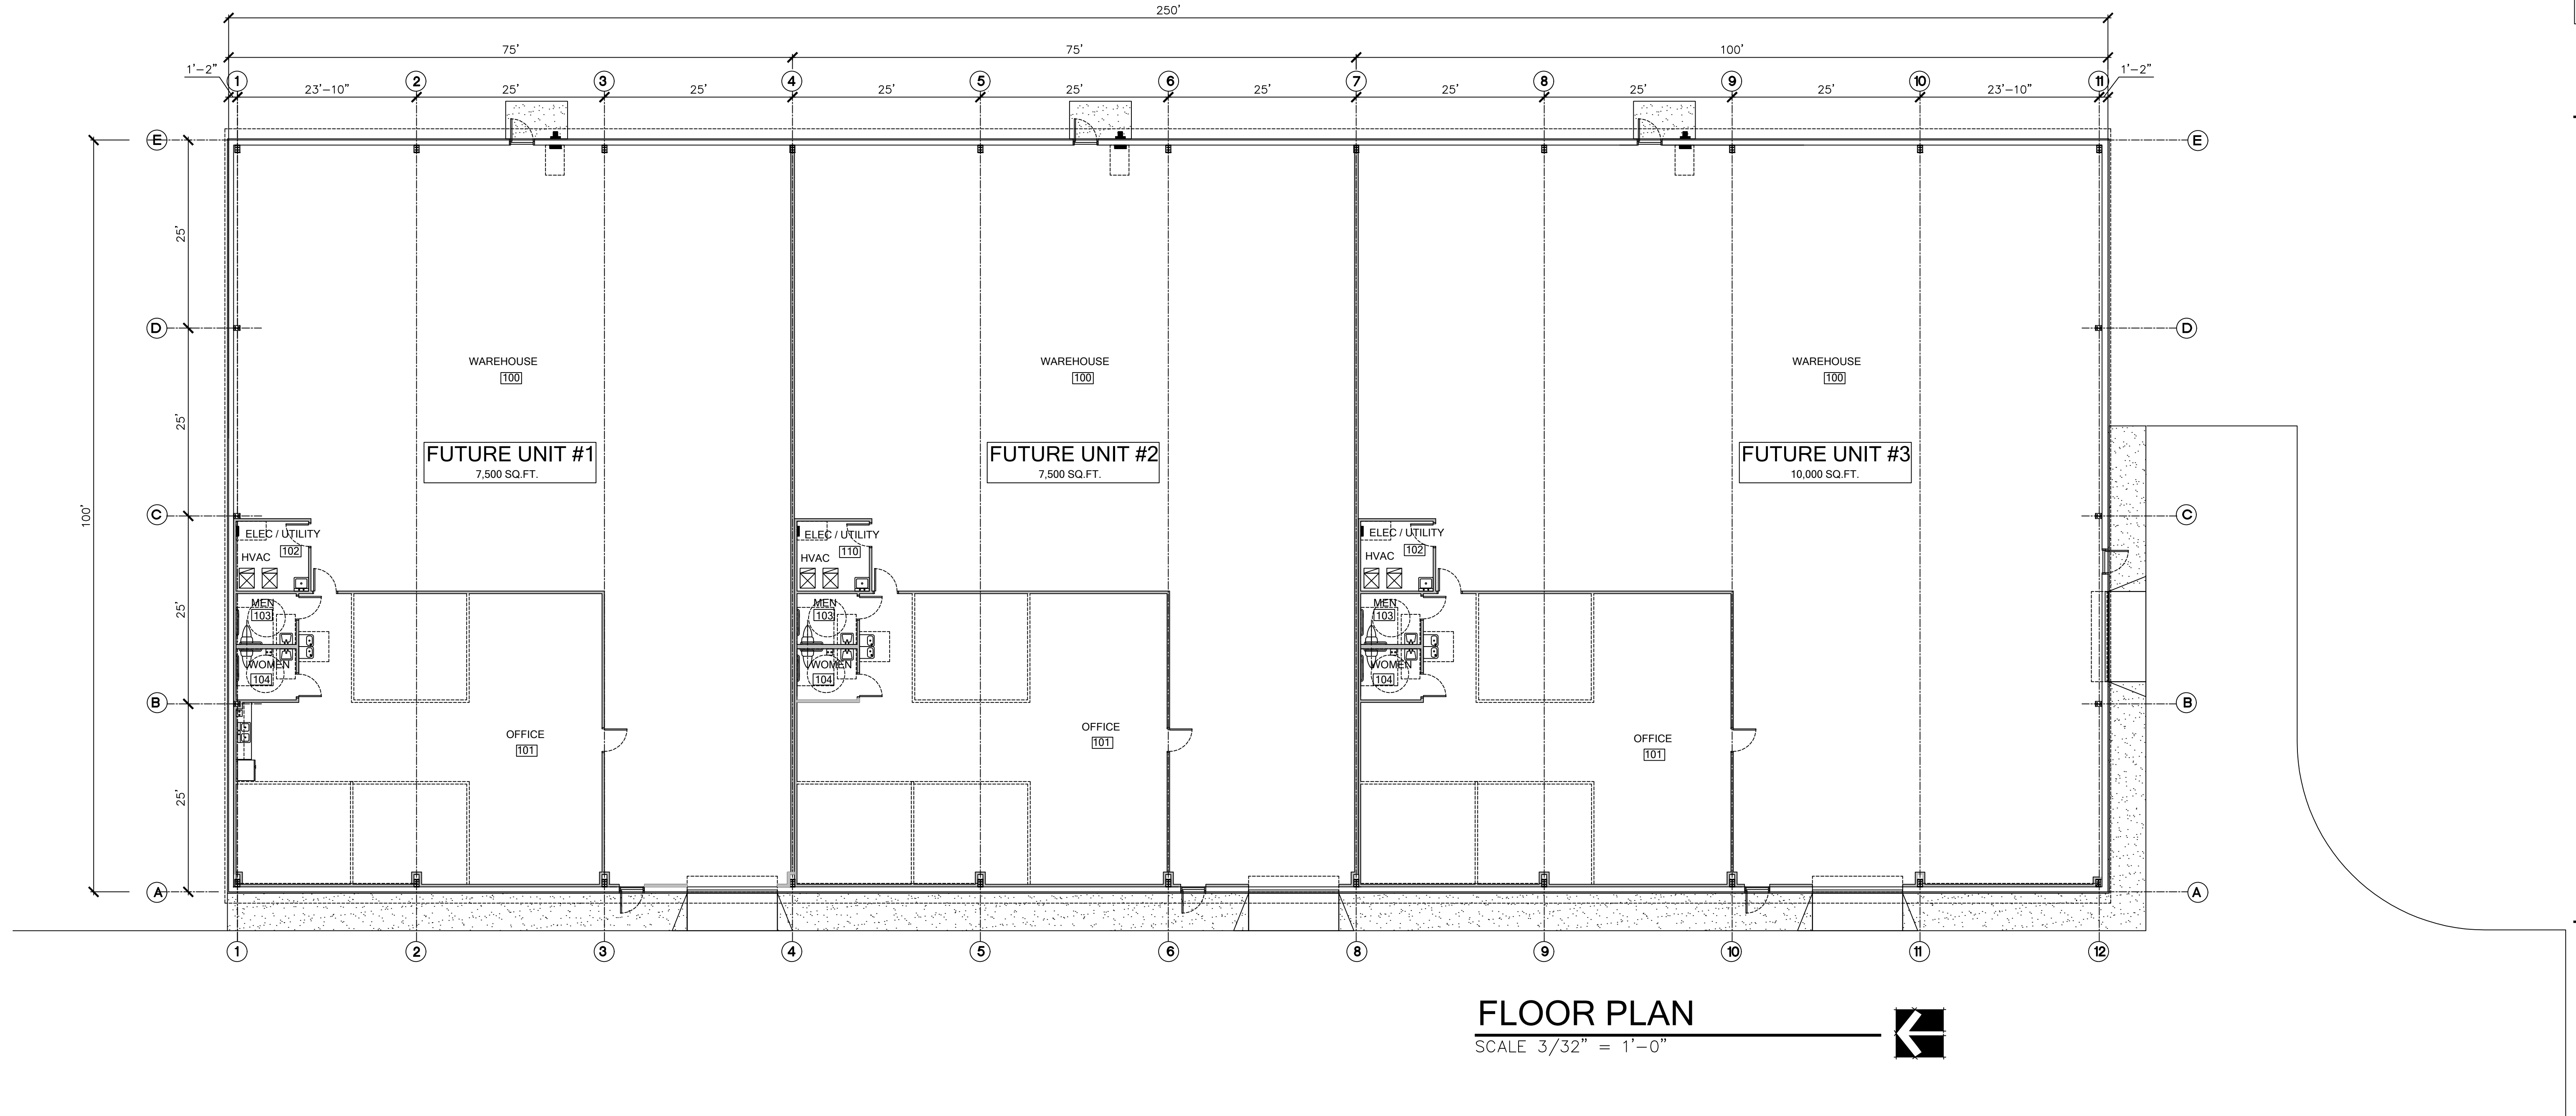 250'
75' 75' 100'
1'-2" 1 2 3 4 5 6 7 8 9 10 11 1'-2"
23'-10" 25' 25' 25' 25' 25' 25' 25' 25' 23'-10"
E E
25'
D D
WAREHOUSE WAREHOUSE WAREHOUSE
100 100 100
25'
FUTURE UNIT #1 FUTURE UNIT #2 FUTURE UNIT #3
7,500 SQ.FT. 7,500 SQ.FT. 10,000 SQ.FT.
100'
C C
ELEC / UTILITY ELEC / UTILITY ELEC / UTILITY
102 110 102
HVAC HVAC HVAC
25'
MEN MEN MEN
103 103 103
WOMEN WOMEN WOMEN
104 104 104
B B
OFFICE OFFICE OFFICE
101 101 101
25'
A A
1 2 3 4 5 6 8 9 10 11 12
FLOOR PLAN
SCALE 3/32" = 1'-0"